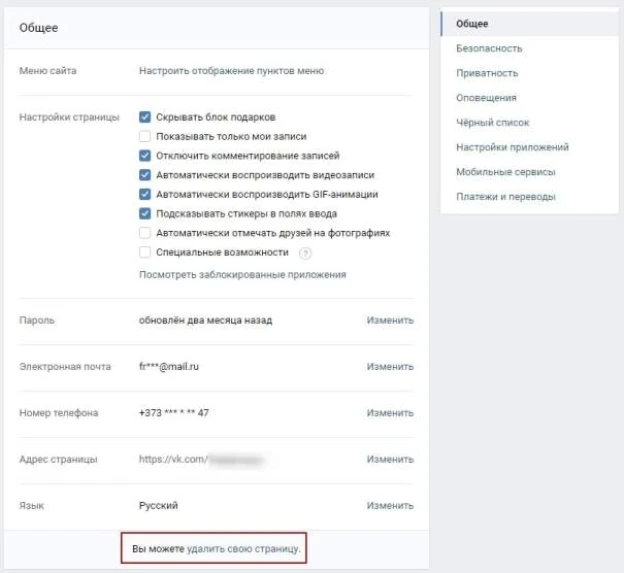 Общее
Меню сайта Настроить отображение пунктов меню
Настройки страницы Скрывать блок подарков
Показывать только мои записи
Отключить комментирование записей
Автоматически воспроизводить видеозаписи
Автоматически воспроизводить GIF-анимации
Подсказывать стикеры в полях ввода
Автоматически отмечать друзей на фотографиях
Специальные возможности ?
Посмотреть заблокированные приложения
Пароль обновлён два месяца назад Изменить
Электронная почта fr***@mail.ru Изменить
Номер телефона +373 *** * ** 47 Изменить
Адрес страницы https://vk.com/ Изменить
Язык Русский Изменить
Вы можете удалить свою страницу.
Общее
Безопасность
Приватность
Оповещения
Чёрный список
Настройки приложений
Мобильные сервисы
Платежи и переводы